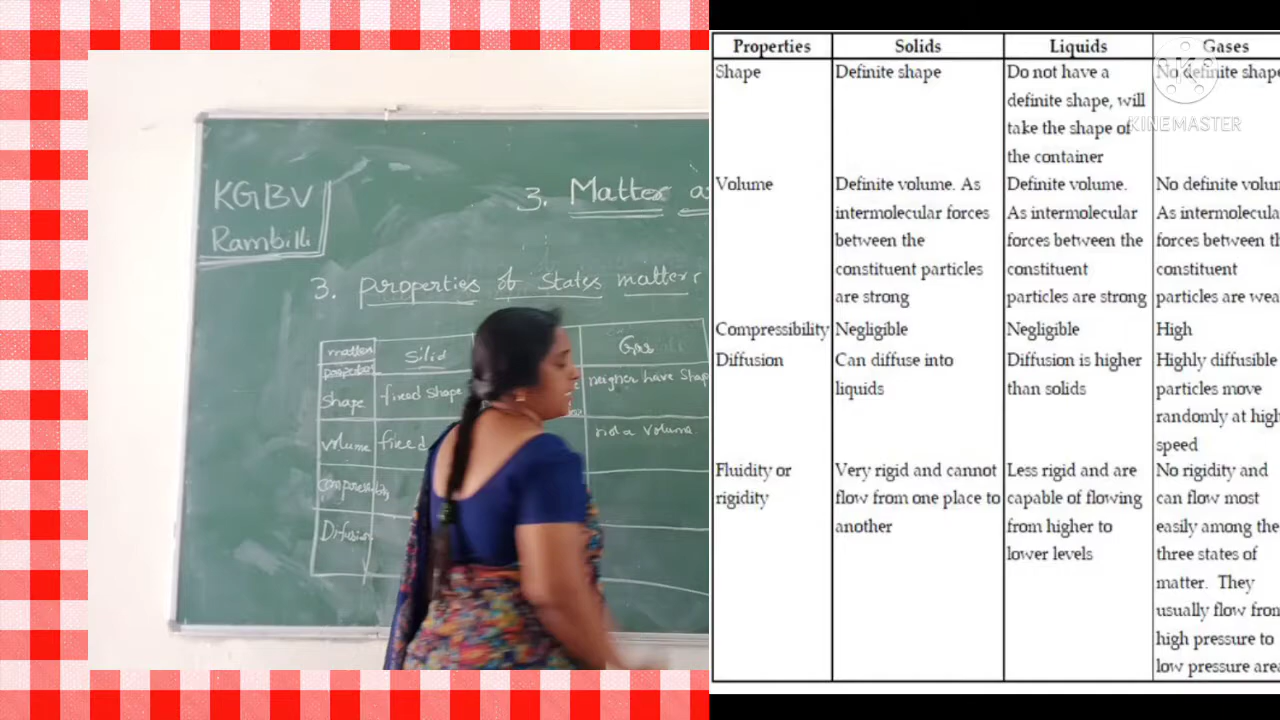 KGBV
Rambilli
3. Matter
3. properties of States matter
matter
Silid
Gas
properties
shape
fixed shape
neigher have shap
volume
fixed
nor a volume
Difusion
Properties Solids Liquids Gases
Shape Definite shape Do not have a No definite shape
definite shape, will
take the shape of
the container
Volume Definite volume. As Definite volume. No definite volum
intermolecular forces As intermolecular As intermolecula
between the forces between the forces between th
constituent particles constituent constituent
are strong particles are strong particles are wea
Compressibility Negligible Negligible High
Diffusion Can diffuse into Diffusion is higher Highly diffusible
liquids than solids particles move
randomly at high
speed
Fluidity or Very rigid and cannot Less rigid and are No rigidity and
rigidity flow from one place to capable of flowing can flow most
another from higher to easily among the
lower levels three states of
matter. They
usually flow from
high pressure to
low pressure area
KINEMASTER